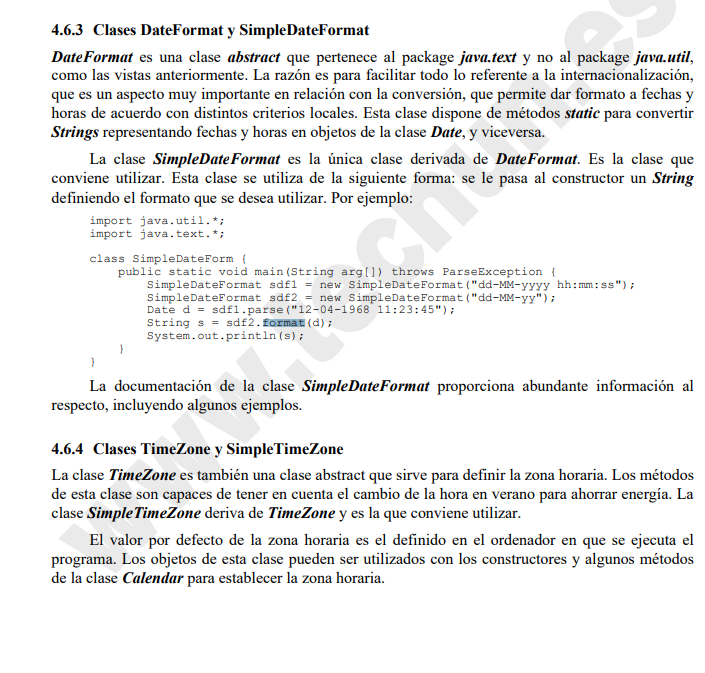 4.6.3 Clases DateFormat y SimpleDateFormat
DateFormat es una clase abstract que pertenece al package java.text y no al package java.util,
como las vistas anteriormente. La razón es para facilitar todo lo referente a la internacionalización,
que es un aspecto muy importante en relación con la conversión, que permite dar formato a fechas y
horas de acuerdo con distintos criterios locales. Esta clase dispone de métodos static para convertir
Strings representando fechas y horas en objetos de la clase Date, y viceversa.
La clase SimpleDateFormat es la única clase derivada de DateFormat. Es la clase que
conviene utilizar. Esta clase se utiliza de la siguiente forma: se le pasa al constructor un String
definiendo el formato que se desea utilizar. Por ejemplo:
import java.util.*;
import java.text.*;
class SimpleDateForm {
public static void main(String arg[]) throws ParseException {
SimpleDateFormat sdf1 = new SimpleDateFormat("dd-MM-yyyy hh:mm:ss");
SimpleDateFormat sdf2 = new SimpleDateFormat("dd-MM-yy");
Date d = sdf1.parse("12-04-1968 11:23:45");
String s = sdf2.format(d);
System.out.println(s);
}
}
La documentación de la clase SimpleDateFormat proporciona abundante información al
respecto, incluyendo algunos ejemplos.
4.6.4 Clases TimeZone y SimpleTimeZone
La clase TimeZone es también una clase abstract que sirve para definir la zona horaria. Los métodos
de esta clase son capaces de tener en cuenta el cambio de la hora en verano para ahorrar energía. La
clase SimpleTimeZone deriva de TimeZone y es la que conviene utilizar.
El valor por defecto de la zona horaria es el definido en el ordenador en que se ejecuta el
programa. Los objetos de esta clase pueden ser utilizados con los constructores y algunos métodos
de la clase Calendar para establecer la zona horaria.
www.tecnun.es